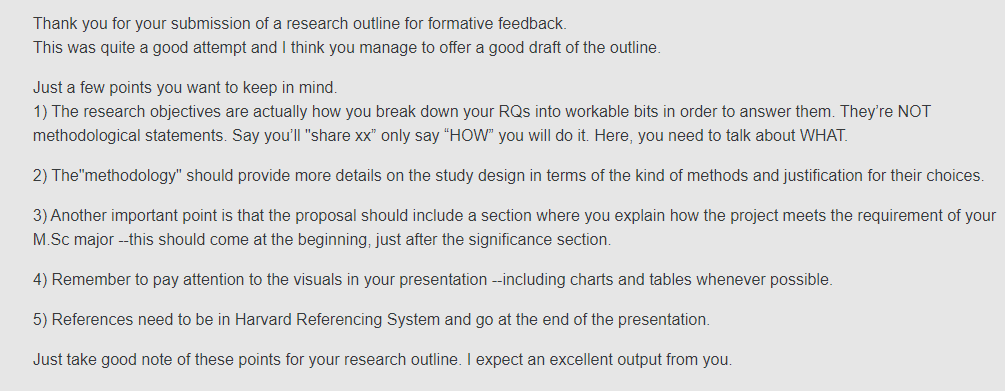 Thank you for your submission of a research outline for formative feedback.
This was quite a good attempt and I think you manage to offer a good draft of the outline.
Just a few points you want to keep in mind.
1) The research objectives are actually how you break down your RQs into workable bits in order to answer them. They’re NOT
methodological statements. Say you’ll "share xx” only say “HOW” you will do it. Here, you need to talk about WHAT.
2) The"methodology" should provide more details on the study design in terms of the kind of methods and justification for their choices.
3) Another important point is that the proposal should include a section where you explain how the project meets the requirement of your
M.Sc major --this should come at the beginning, just after the significance section.
4) Remember to pay attention to the visuals in your presentation --including charts and tables whenever possible.
5) References need to be in Harvard Referencing System and go at the end of the presentation.
Just take good note of these points for your research outline. I expect an excellent output from you.